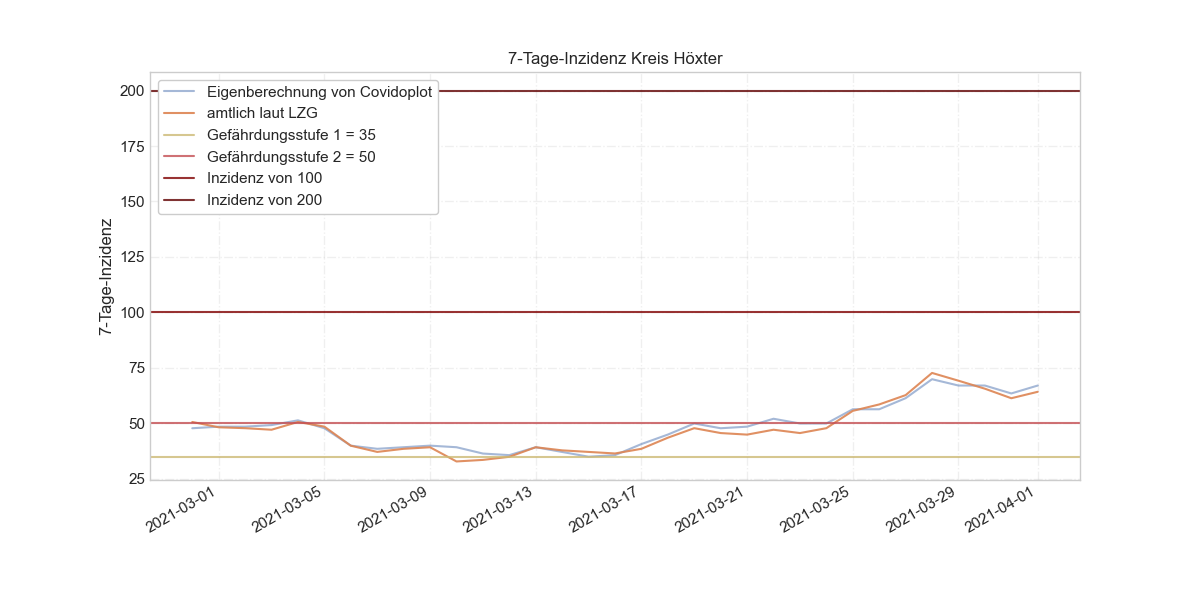 7-Tage-Inzidenz Kreis Höxter
Eigenberechnung von Covidoplot
amtlich laut LZG
Gefährdungsstufe 1 = 35
Gefährdungsstufe 2 = 50
Inzidenz von 100
Inzidenz von 200
7-Tage-Inzidenz
200
175
150
125
100
75
50
25
2021-03-01
2021-03-05
2021-03-09
2021-03-13
2021-03-17
2021-03-21
2021-03-25
2021-03-29
2021-04-01